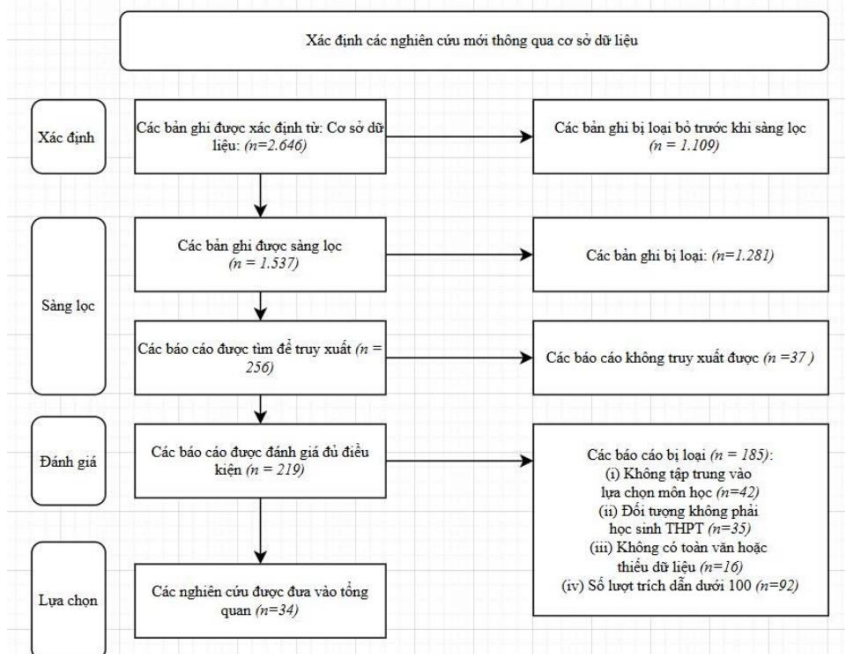 Xác định các nghiên cứu mới thông qua cơ sở dữ liệu
Xác định
Các bản ghi được xác định từ: Cơ sở dữ
liệu: (n=2.646)
Các bản ghi bị loại bỏ trước khi sàng lọc
(n = 1.109)
Sàng lọc
Các bản ghi được sàng lọc
(n = 1.537)
Các bản ghi bị loại: (n=1.281)
Các báo cáo được tìm để truy xuất (n =
256)
Các báo cáo không truy xuất được (n =37 )
Đánh giá
Các báo cáo được đánh giá đủ điều
kiện (n = 219)
Các báo cáo bị loại (n = 185):
(i) Không tập trung vào
lựa chọn môn học (n=42)
(ii) Đối tượng không phải
học sinh THPT (n=35)
(iii) Không có toàn văn hoặc
thiếu dữ liệu (n=16)
(iv) Số lượt trích dẫn dưới 100 (n=92)
Lựa chọn
Các nghiên cứu được đưa vào tổng
quan (n=34)